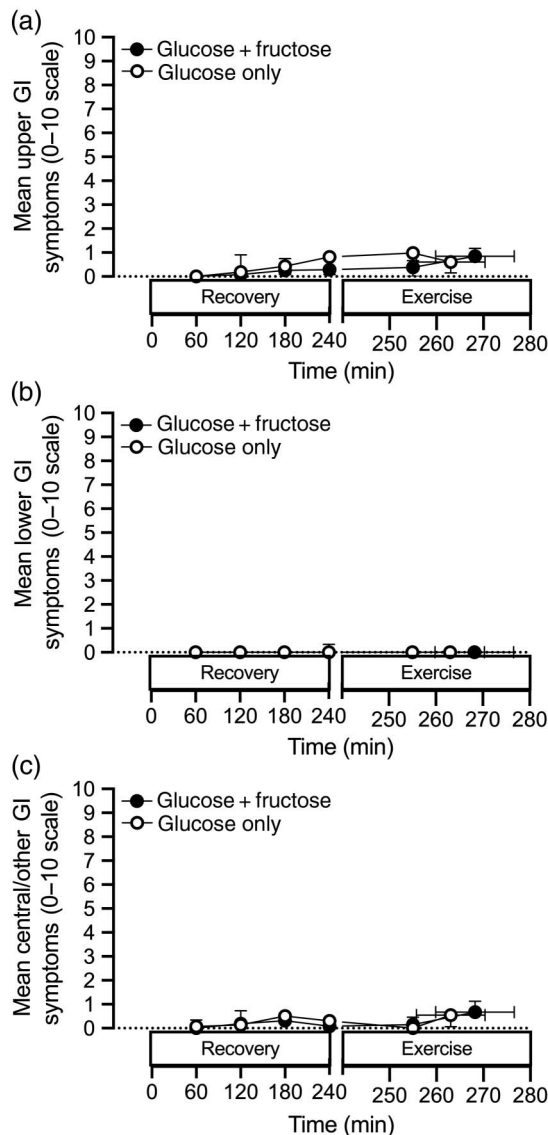 (a)
10
9
8
7
6
5
4
3
2
1
0
Mean upper GI
symptoms (0–10 scale)
Glucose + fructose
Glucose only
Recovery
Exercise
0 60 120 180 240 250 260 270 280
Time (min)
(b)
10
9
8
7
6
5
4
3
2
1
0
Mean lower GI
symptoms (0–10 scale)
Glucose + fructose
Glucose only
Recovery
Exercise
0 60 120 180 240 250 260 270 280
Time (min)
(c)
10
9
8
7
6
5
4
3
2
1
0
Mean central/other GI
symptoms (0–10 scale)
Glucose + fructose
Glucose only
Recovery
Exercise
0 60 120 180 240 250 260 270 280
Time (min)